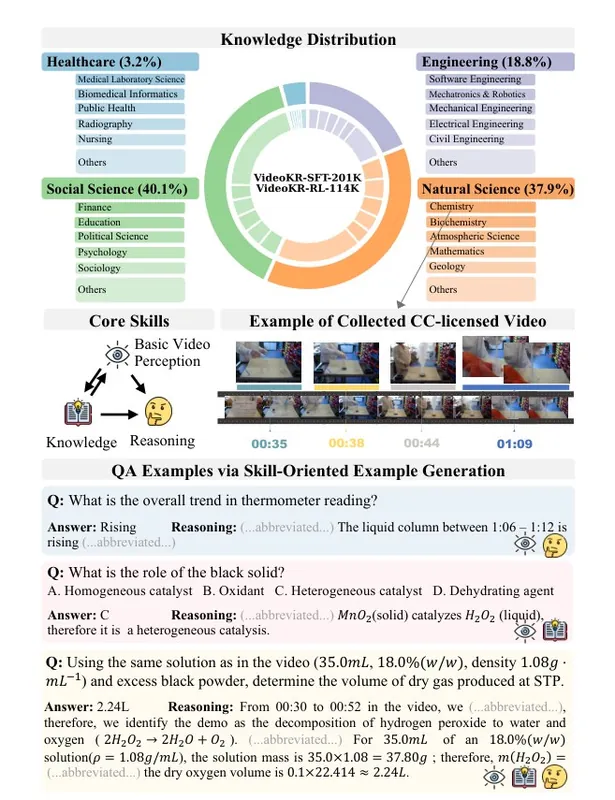 Knowledge Distribution
Healthcare (3.2%)
Medical Laboratory Science
Biomedical Informatics
Public Health
Radiography
Nursing
Others
Social Science (40.1%)
Finance
Education
Political Science
Psychology
Sociology
Others
VideoKR-SFT-201K
VideoKR-RL-114K
Engineering (18.8%)
Software Engineering
Mechatronics & Robotics
Mechanical Engineering
Electrical Engineering
Civil Engineering
Others
Natural Science (37.9%)
Chemistry
Biochemistry
Atmospheric Science
Mathematics
Geology
Others
Core Skills
Basic Video
Perception
Knowledge
Reasoning
Example of Collected CC-licensed Video
00:35
00:38
00:44
01:09
QA Examples via Skill-Oriented Example Generation
Q: What is the overall trend in thermometer reading?
Answer: Rising Reasoning: (...abbreviated...) The liquid column between 1:06 – 1:12 is
rising (...abbreviated...)
Q: What is the role of the black solid?
A. Homogeneous catalyst B. Oxidant C. Heterogeneous catalyst D. Dehydrating agent
Answer: C Reasoning: (...abbreviated...) MnO₂(solid) catalyzes H₂O₂ (liquid),
therefore it is a heterogeneous catalysis.
Q: Using the same solution as in the video (35.0mL, 18.0%(w/w), density 1.08g ·
mL⁻¹) and excess black powder, determine the volume of dry gas produced at STP.
Answer: 2.24L Reasoning: From 00:30 to 00:52 in the video, we (...abbreviated...),
therefore, we identify the demo as the decomposition of hydrogen peroxide to water and
oxygen ( 2H₂O₂ → 2H₂O + O₂ ). (...abbreviated...) For 35.0mL of an 18.0%(w/w)
solution(ρ = 1.08g/mL), the solution mass is 35.0×1.08 = 37.80g ; therefore, m(H₂O₂) =
(...abbreviated...) the dry oxygen volume is 0.1×22.414 ≈ 2.24L.